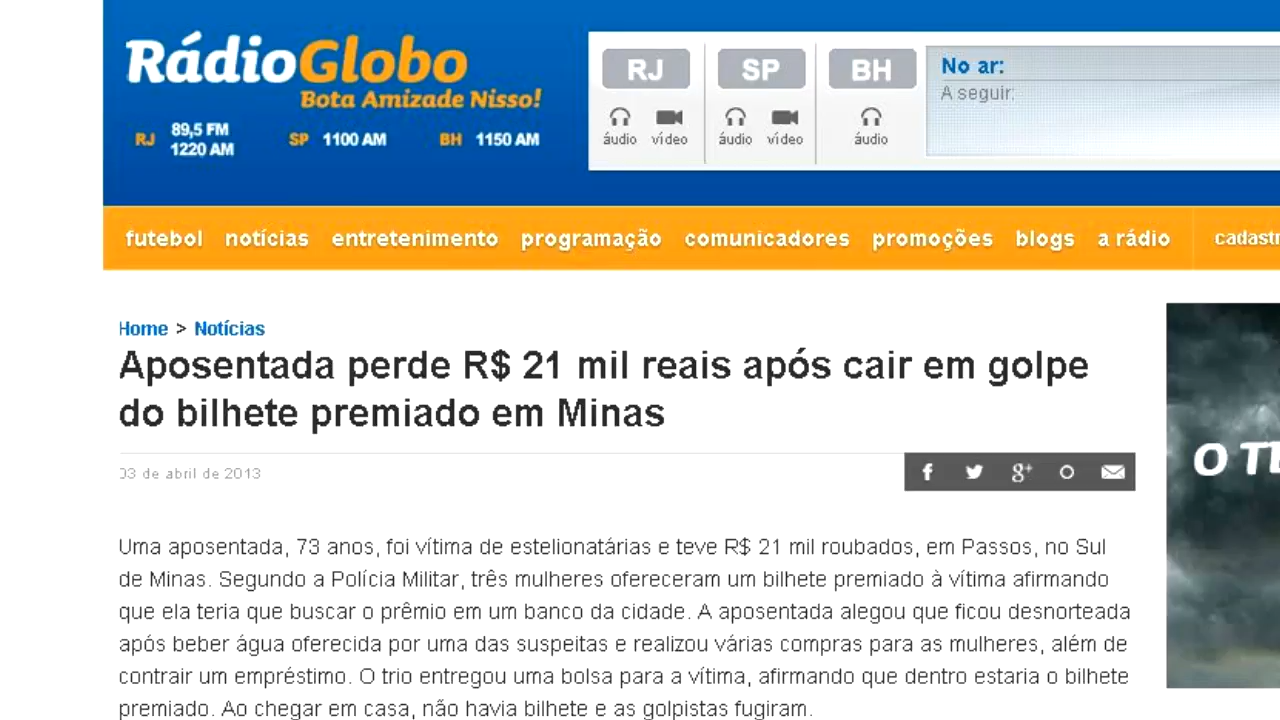 RádioGlobo
Bota Amizade Nisso!
RJ 89,5 FM 1220 AM SP 1100 AM BH 1150 AM
RJ SP BH
áudio vídeo áudio vídeo áudio
No ar:
A seguir:
futebol notícias entretenimento programação comunicadores promoções blogs a rádio
Home > Notícias
Aposentada perde R$ 21 mil reais após cair em golpe
do bilhete premiado em Minas
03 de abril de 2013
f g+
O
Uma aposentada, 73 anos, foi vítima de estelionatárias e teve R$ 21 mil roubados, em Passos, no Sul
de Minas. Segundo a Polícia Militar, três mulheres ofereceram um bilhete premiado à vítima afirmando
que ela teria que buscar o prêmio em um banco da cidade. A aposentada alegou que ficou desnorteada
após beber água oferecida por uma das suspeitas e realizou várias compras para as mulheres, além de
contrair um empréstimo. O trio entregou uma bolsa para a vítima, afirmando que dentro estaria o bilhete
premiado. Ao chegar em casa, não havia bilhete e as golpistas fugiram.